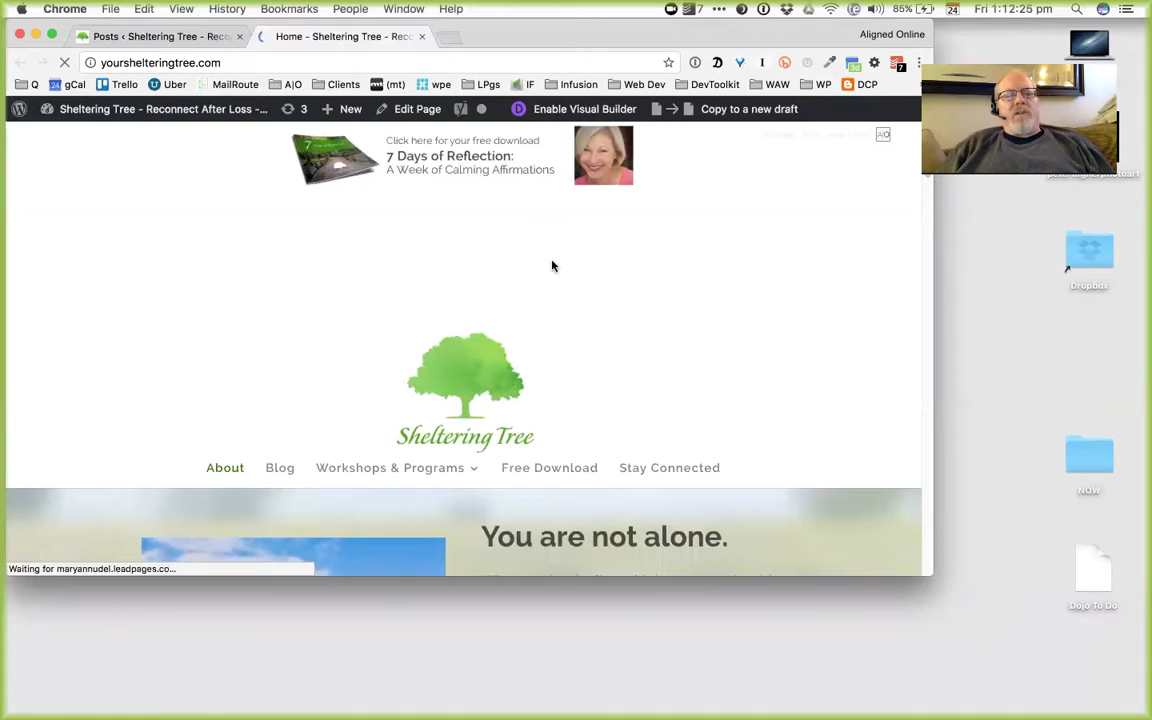 Chrome File Edit View History Bookmarks People Window Help 7 85% 24 Fri 1:12:25 pm
Posts ‹ Sheltering Tree - Reco Home - Sheltering Tree - Reco Aligned Online
yourshelteringtree.com
Q gCal Trello Uber MailRoute A|O Clients (mt) wpe LPgs IF Infusion Web Dev DevToolkit WAW WP DCP
Sheltering Tree - Reconnect After Loss -... 3 New Edit Page Enable Visual Builder Copy to a new draft
Click here for your free download
7 Days of Reflection:
A Week of Calming Affirmations
Sheltering Tree
About Blog Workshops & Programs Free Download Stay Connected
You are not alone.
Waiting for maryannudel.leadpages.co...
Dropbox
NOW
Dojo To Do